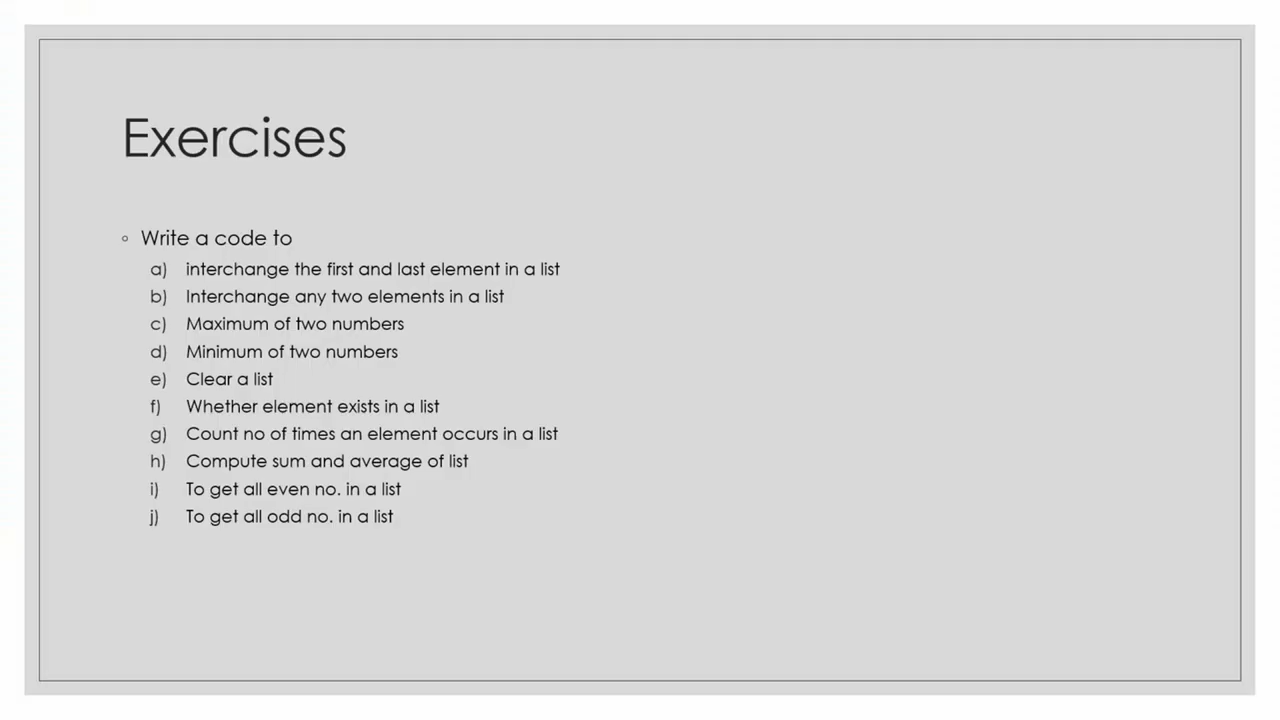 Exercises
◦ Write a code to
a) interchange the first and last element in a list
b) Interchange any two elements in a list
c) Maximum of two numbers
d) Minimum of two numbers
e) Clear a list
f) Whether element exists in a list
g) Count no of times an element occurs in a list
h) Compute sum and average of list
i) To get all even no. in a list
j) To get all odd no. in a list